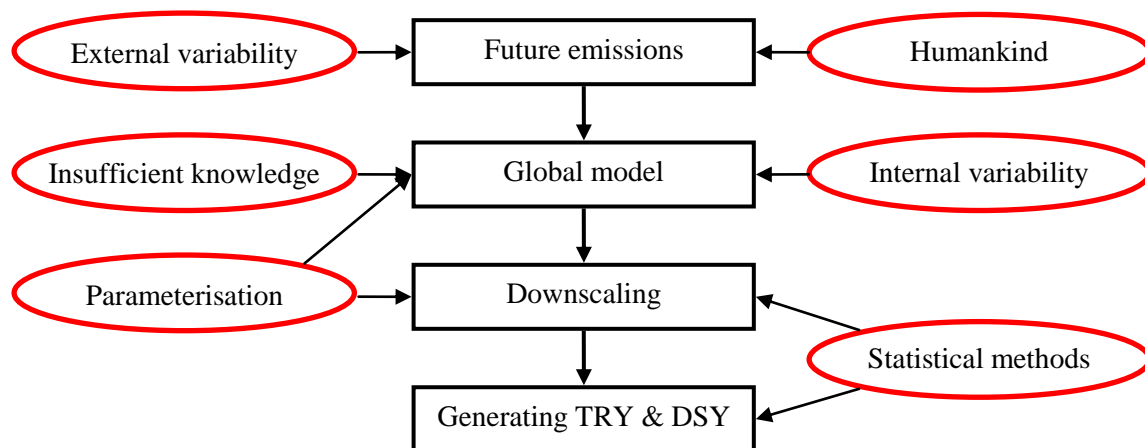 External variability
Future emissions
Humankind
Insufficient knowledge
Global model
Internal variability
Parameterisation
Downscaling
Statistical methods
Generating TRY & DSY